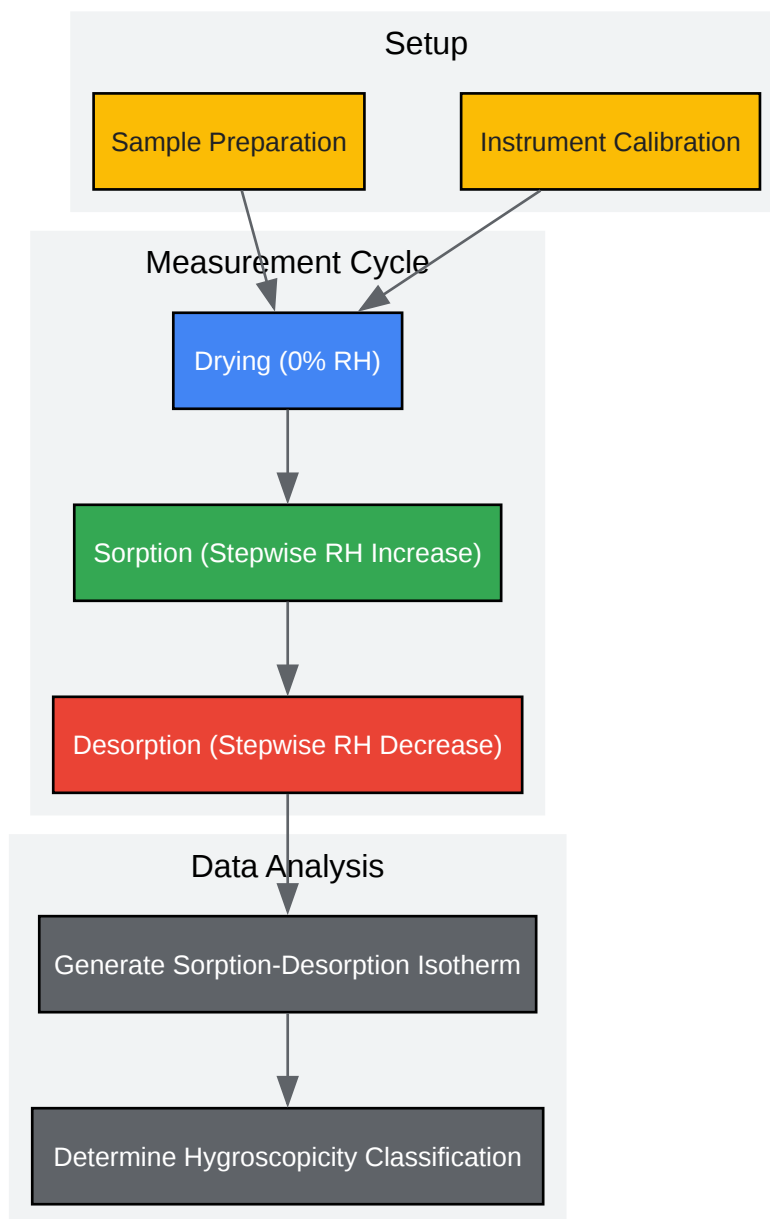 Setup
Sample Preparation
Instrument Calibration
Measurement Cycle
Drying (0% RH)
Sorption (Stepwise RH Increase)
Desorption (Stepwise RH Decrease)
Data Analysis
Generate Sorption-Desorption Isotherm
Determine Hygroscopicity Classification